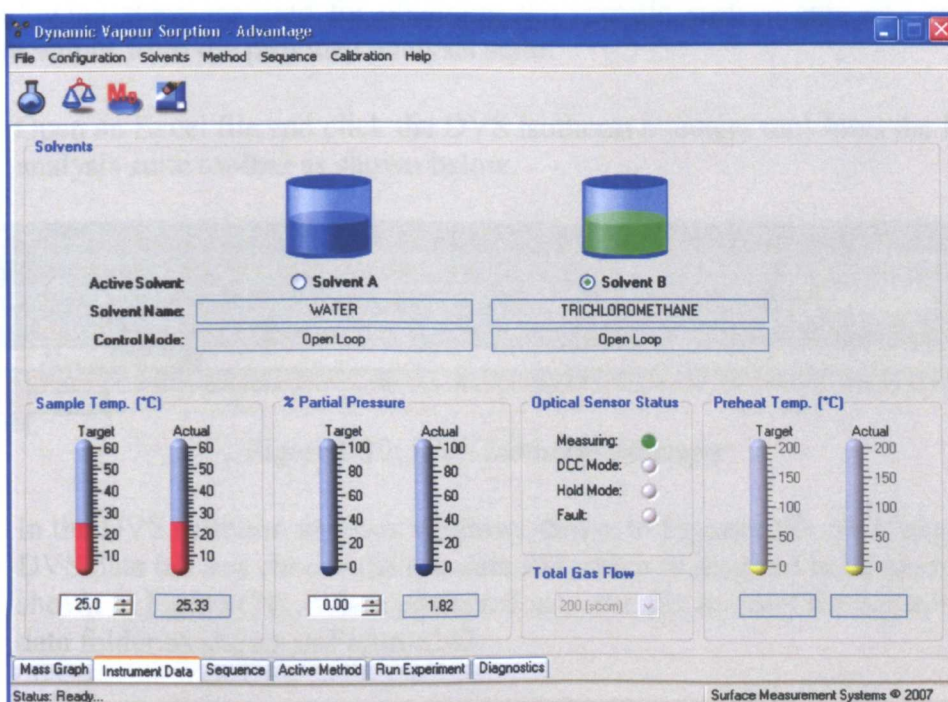 Dynamic Vapour Sorption - Advantage
File Configuration Solvents Method Sequence Calibration Help
Solvents
Active Solvent:
Solvent A
Solvent B
Solvent Name:
WATER
TRICHLOROMETHANE
Control Mode:
Open Loop
Open Loop
Sample Temp. (°C)
Target
Actual
60
50
40
30
20
10
60
50
40
30
20
10
25.0
25.33
% Partial Pressure
Target
Actual
100
80
60
40
20
0
100
80
60
40
20
0
0.00
1.82
Optical Sensor Status
Measuring:
DCC Mode:
Hold Mode:
Fault:
Total Gas Flow
200 (sccm)
Preheat Temp. (°C)
Target
Actual
200
150
100
50
0
200
150
100
50
0
Mass Graph
Instrument Data
Sequence
Active Method
Run Experiment
Diagnostics
Status: Ready...
Surface Measurement Systems © 2007